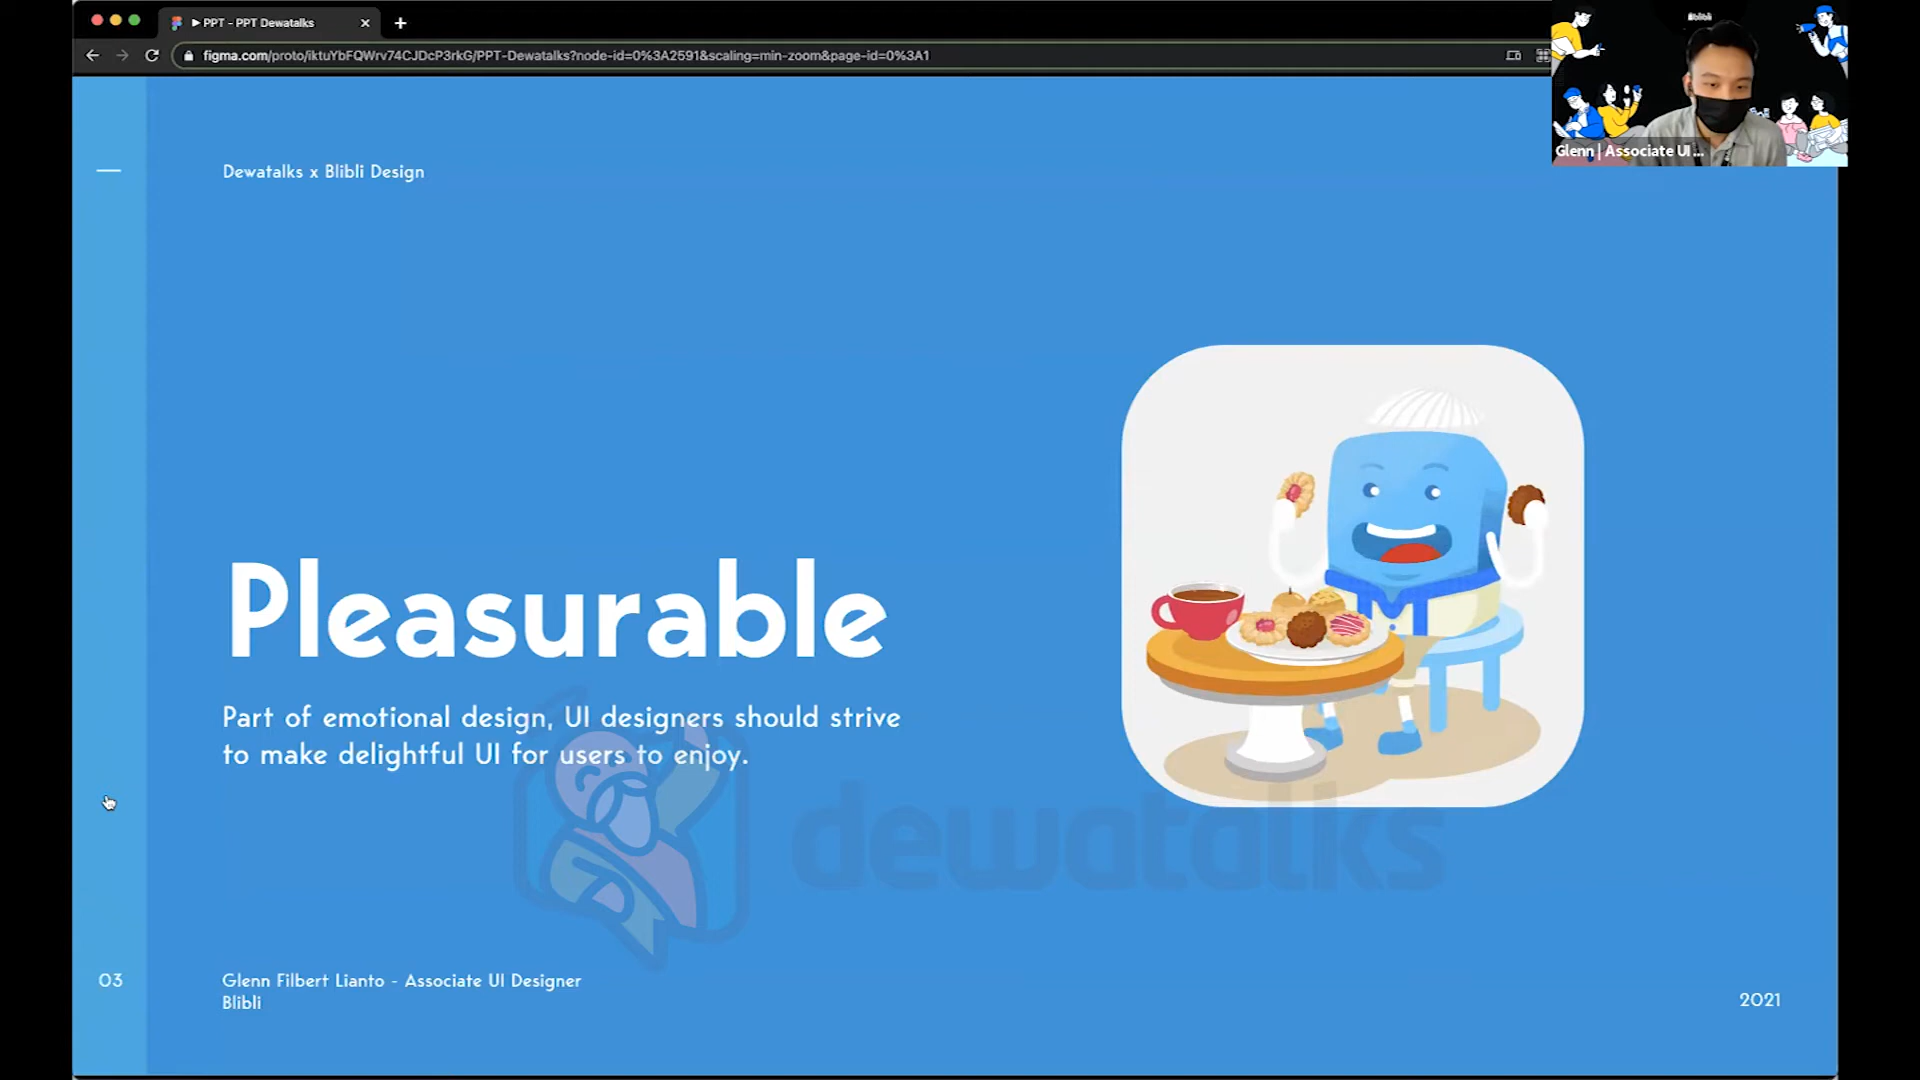 PPT - PPT Dewatalks
figma.com/proto/iktuYbFQWrv74CJDcP3rkG/PPT-Dewatalks?node-id=0%3A2591&scaling=min-zoom&page-id=0%3A1
Blibli
Glenn | Associate UI ...
Dewatalks x Blibli Design
Pleasurable
Part of emotional design, UI designers should strive
to make delightful UI for users to enjoy.
dewatalks
03
Glenn Filbert Lianto - Associate UI Designer
Blibli
2021